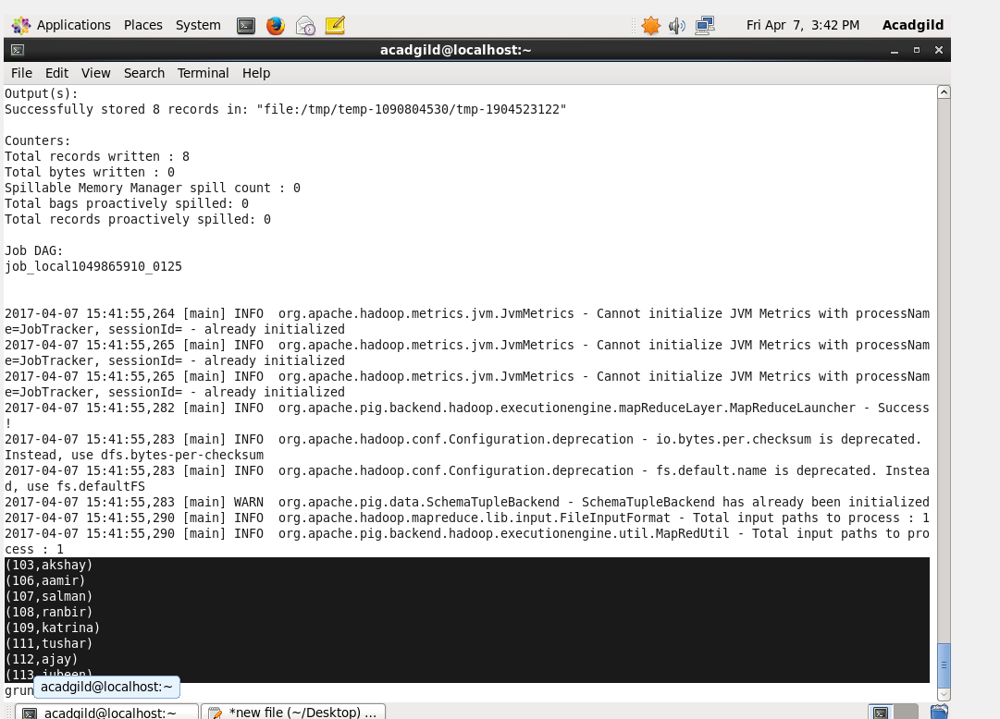 Applications Places System Fri Apr 7, 3:42 PM Acadgild
acadgild@localhost:~
File Edit View Search Terminal Help
Output(s):
Successfully stored 8 records in: "file:/tmp/temp-1090804530/tmp-1904523122"
Counters:
Total records written : 8
Total bytes written : 0
Spillable Memory Manager spill count : 0
Total bags proactively spilled: 0
Total records proactively spilled: 0
Job DAG:
job_local1049865910_0125
2017-04-07 15:41:55,264 [main] INFO  org.apache.hadoop.metrics.jvm.JvmMetrics - Cannot initialize JVM Metrics with processNam
e=JobTracker, sessionId= - already initialized
2017-04-07 15:41:55,265 [main] INFO  org.apache.hadoop.metrics.jvm.JvmMetrics - Cannot initialize JVM Metrics with processNam
e=JobTracker, sessionId= - already initialized
2017-04-07 15:41:55,265 [main] INFO  org.apache.hadoop.metrics.jvm.JvmMetrics - Cannot initialize JVM Metrics with processNam
e=JobTracker, sessionId= - already initialized
2017-04-07 15:41:55,282 [main] INFO  org.apache.pig.backend.hadoop.executionengine.mapReduceLayer.MapReduceLauncher - Success
!
2017-04-07 15:41:55,283 [main] INFO  org.apache.hadoop.conf.Configuration.deprecation - io.bytes.per.checksum is deprecated.
Instead, use dfs.bytes-per-checksum
2017-04-07 15:41:55,283 [main] INFO  org.apache.hadoop.conf.Configuration.deprecation - fs.default.name is deprecated. Instea
d, use fs.defaultFS
2017-04-07 15:41:55,283 [main] WARN  org.apache.pig.data.SchemaTupleBackend - SchemaTupleBackend has already been initialized
2017-04-07 15:41:55,290 [main] INFO  org.apache.hadoop.mapreduce.lib.input.FileInputFormat - Total input paths to process : 1
2017-04-07 15:41:55,290 [main] INFO  org.apache.pig.backend.hadoop.executionengine.util.MapRedUtil - Total input paths to pro
cess : 1
(103,akshay)
(106,aamir)
(107,salman)
(108,ranbir)
(109,katrina)
(111,tushar)
(112,ajay)
(113,jubeen)
grun
acadgild@localhost:~
acadgild@localhost:~ *new file (~/Desktop) ...